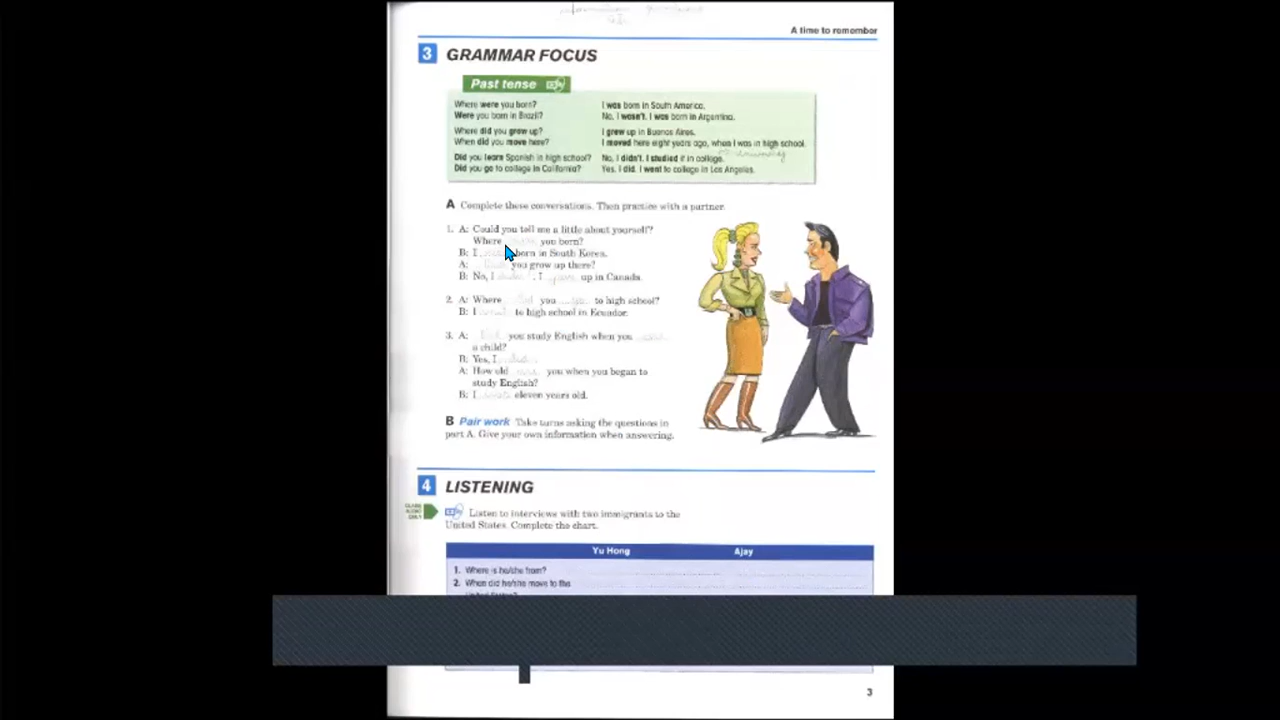 A time to remember
3 GRAMMAR FOCUS
Past tense
Where were you born? I was born in South America.
Were you born in Brazil? No, I wasn't. I was born in Argentina.
Where did you grow up? I grew up in Buenos Aires.
When did you move here? I moved here eight years ago, when I was in high school.
Did you learn Spanish in high school? No, I didn't. I studied it in college.
Did you go to college in California? Yes, I did. I went to college in Los Angeles.
A Complete these conversations. Then practice with a partner.
1. A: Could you tell me a little about yourself?
Where you born?
B: I born in South Korea.
A: you grow up there?
B: No, I . I up in Canada.
2. A: Where did you to high school?
B: I to high school in Ecuador.
3. A: you study English when you
a child?
B: Yes, I
A: How old you when you began to
study English?
B: I eleven years old.
B Pair work Take turns asking the questions in
part A. Give your own information when answering.
4 LISTENING
CLASS
AUDIO
ONLY
Listen to interviews with two immigrants to the
United States. Complete the chart.
Yu Hong Ajay
1. Where is he/she from?
2. When did he/she move to the
3